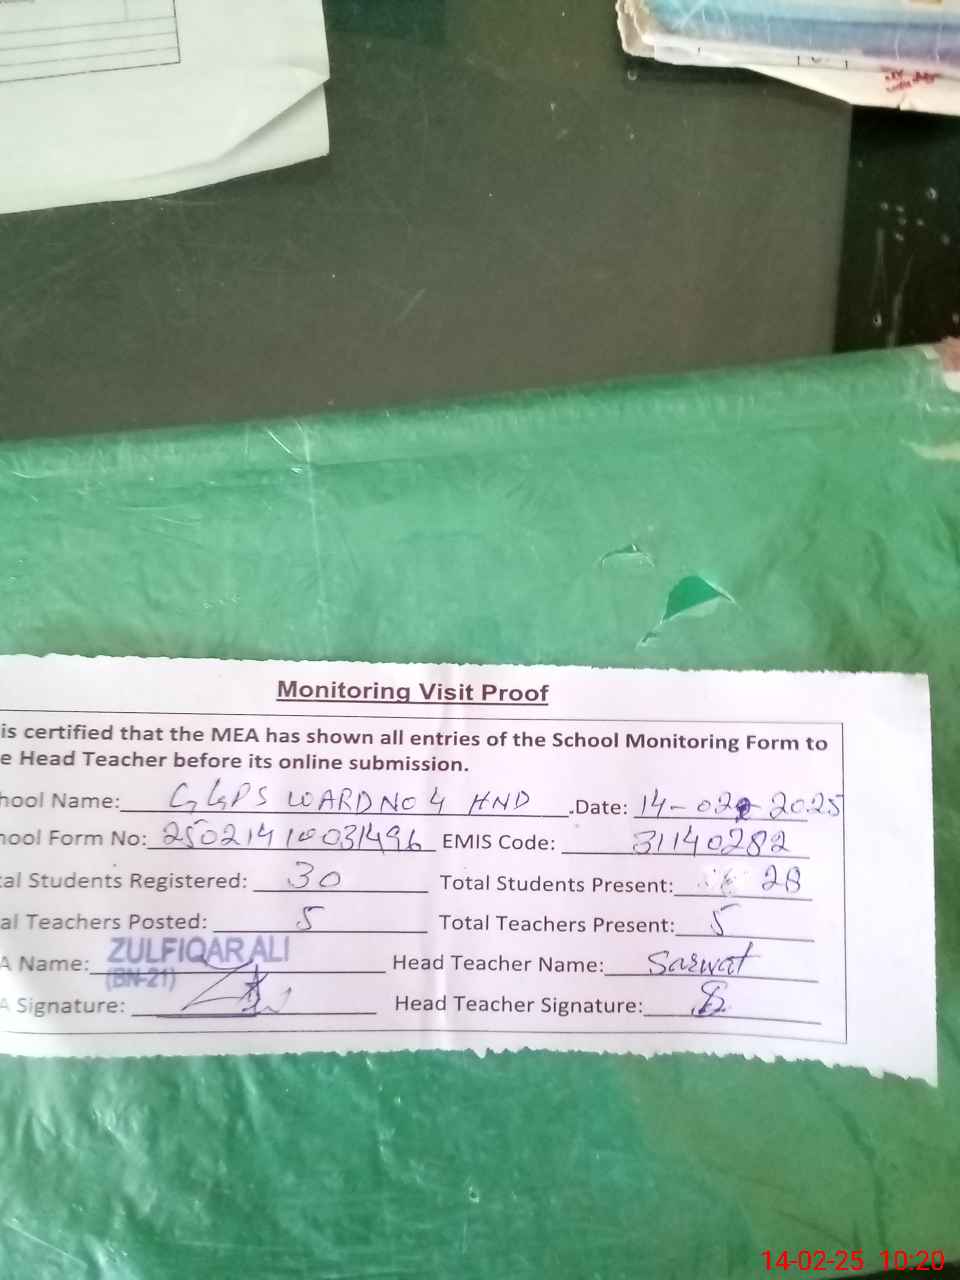 Monitoring Visit Proof
is certified that the MEA has shown all entries of the School Monitoring Form to
e Head Teacher before its online submission.
hool Name: GGPS WARD NO 4 HND .Date: 14-02-2025
hool Form No: 25021410031496 EMIS Code: 31140282
tal Students Registered: 30 Total Students Present: 28
al Teachers Posted: 5 Total Teachers Present: 5
A Name: ZULFIQAR ALI (BN-21) Head Teacher Name: Sarwat
A Signature: Head Teacher Signature:
14-02-25 10:20